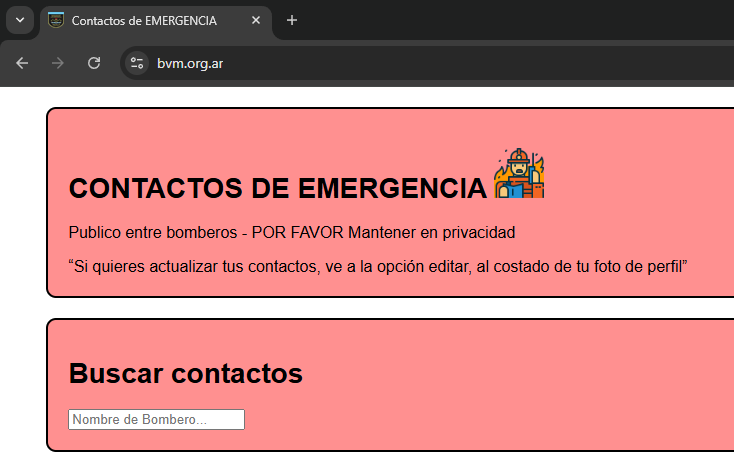 Contactos de EMERGENCIA
bvm.org.ar
CONTACTOS DE EMERGENCIA
Publico entre bomberos - POR FAVOR Mantener en privacidad
“Si quieres actualizar tus contactos, ve a la opción editar, al costado de tu foto de perfil”
Buscar contactos
Nombre de Bombero...